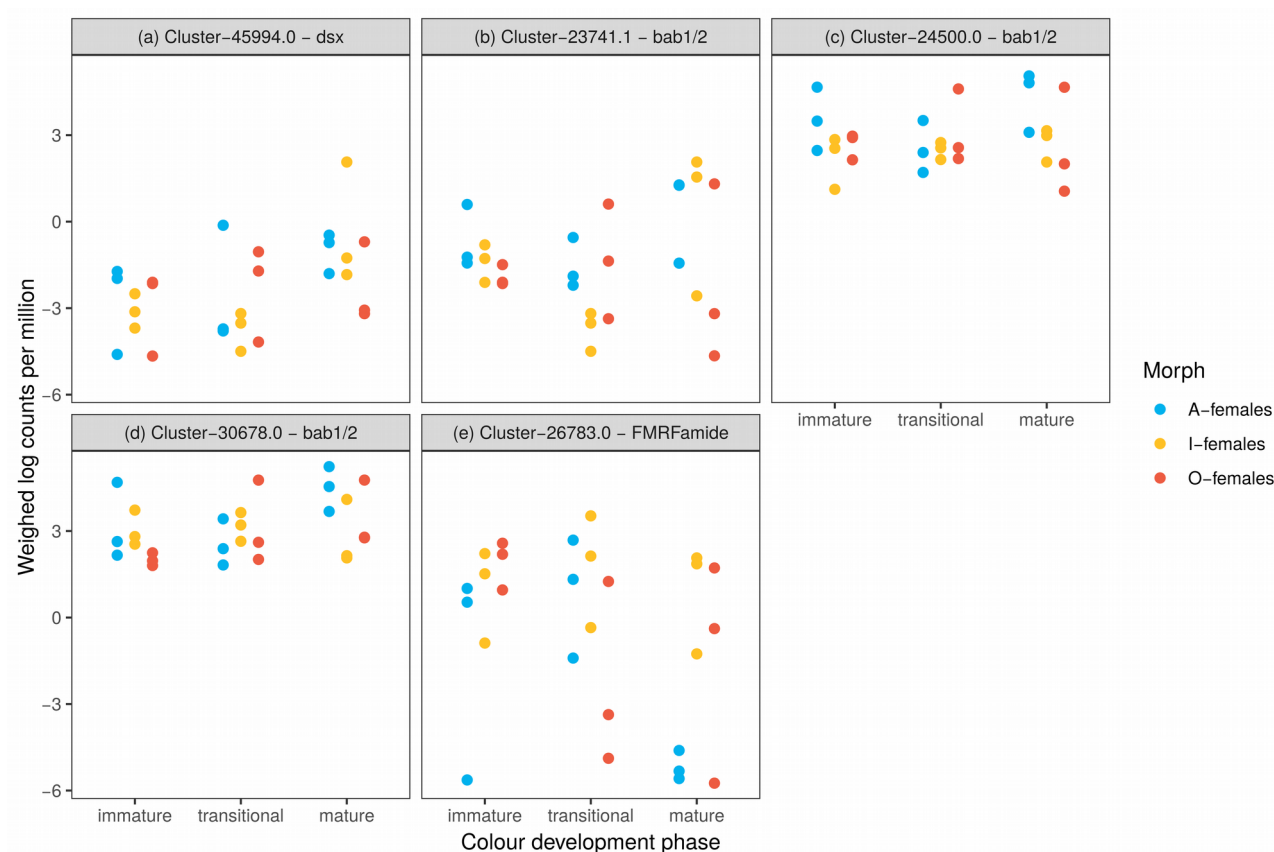 (a) Cluster−45994.0 − dsx
(b) Cluster−23741.1 − bab1/2
(c) Cluster−24500.0 − bab1/2
3
0
−3
−6
immature transitional mature
(d) Cluster−30678.0 − bab1/2
(e) Cluster−26783.0 − FMRFamide
3
0
−3
−6
immature transitional mature
immature transitional mature
Weighed log counts per million
Colour development phase
Morph
A−females
I−females
O−females